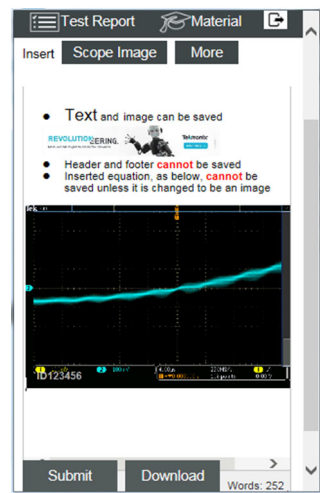 Test Report Material
Insert Scope Image More
Text and image can be saved
REVOLUTIONEERING. Tektronix
Header and footer cannot be saved
Inserted equation, as below, cannot be
saved unless it is changed to be an image
Tek
2
ID123456
Submit Download
Words: 252